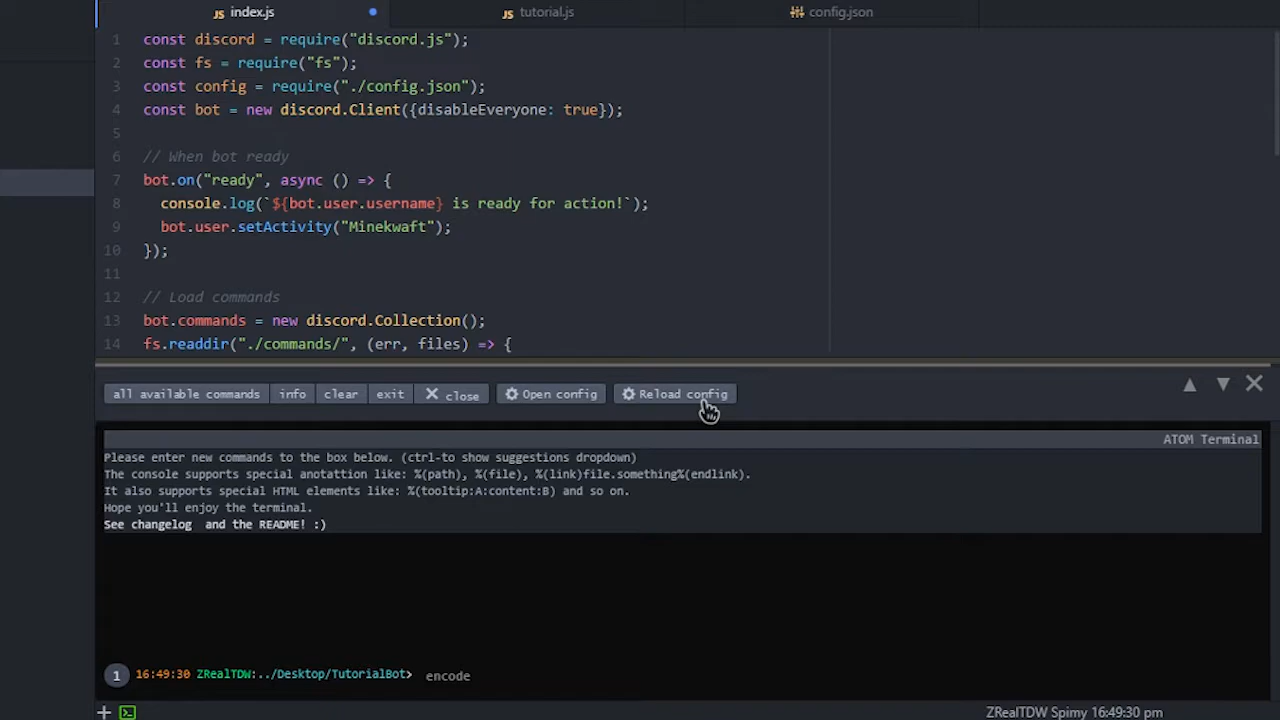 JS index.js
JS tutorial.js
config.json
1 const discord = require("discord.js");
2 const fs = require("fs");
3 const config = require("./config.json");
4 const bot = new discord.Client({disableEveryone: true});
5
6 // When bot ready
7 bot.on("ready", async () => {
8 console.log(`${bot.user.username} is ready for action!`);
9 bot.user.setActivity("Minekwaft");
10 });
11
12 // Load commands
13 bot.commands = new discord.Collection();
14 fs.readdir("./commands/", (err, files) => {
all available commands info clear exit close Open config Reload config
ATOM Terminal
Please enter new commands to the box below. (ctrl-to show suggestions dropdown)
The console supports special anotattion like: %(path), %(file), %(link)file.something%(endlink).
It also supports special HTML elements like: %(tooltip:A:content:B) and so on.
Hope you'll enjoy the terminal.
See changelog and the README! :)
1 16:49:30 ZRealTDW:../Desktop/TutorialBot> encode
ZRealTDW Spimy 16:49:30 pm